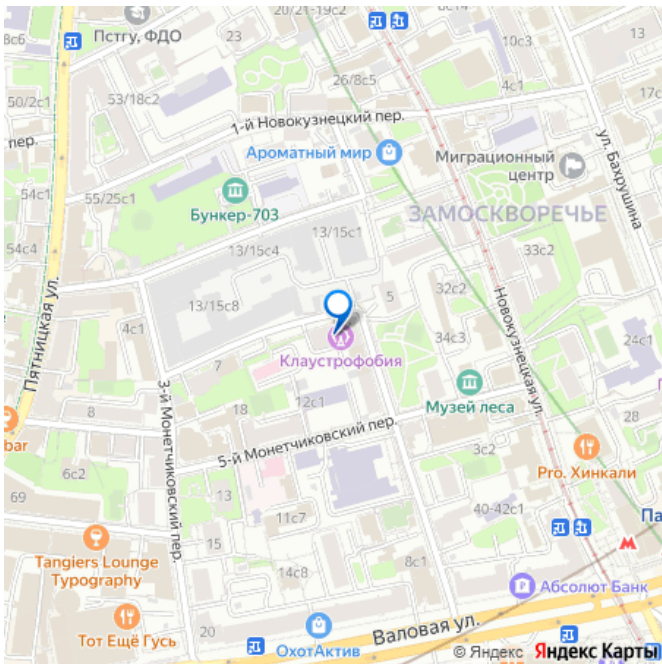 20/21-19с2
8с14
8с6
Пстгу, ФДО
23
10с3
13
26/8с5
4с1
50/2с1
53/18с2
17с
1-й Новокузнецкий пер.
пер.
Ароматный мир
Миграционный
центр
ул. Бахрушина
54с1
55/25с1
Бункер-703
ЗАМОСКВОРЕЧЬЕ
13/15с1
54с4
13/15с4
33с2
Пятницкая ул.
32с2
5
13/15с8
Новокузнецкая ул.
4с1
34с3
24с1
7
Клаустрофобия
3-й Монетчиковский пер.
12с1
Музей леса
8
18
28
bar
5-й Монетчиковский пер.
3с2
6с2
Pro. Хинкали
69
13
40-42с1
11с7
Па
15
Tangiers Lounge
Typography
8с1
14с8
Абсолют Банк
20
Валовая ул.
Тот Ещё Гусь
ОхотАктив
© Яндекс Яндекс Карты